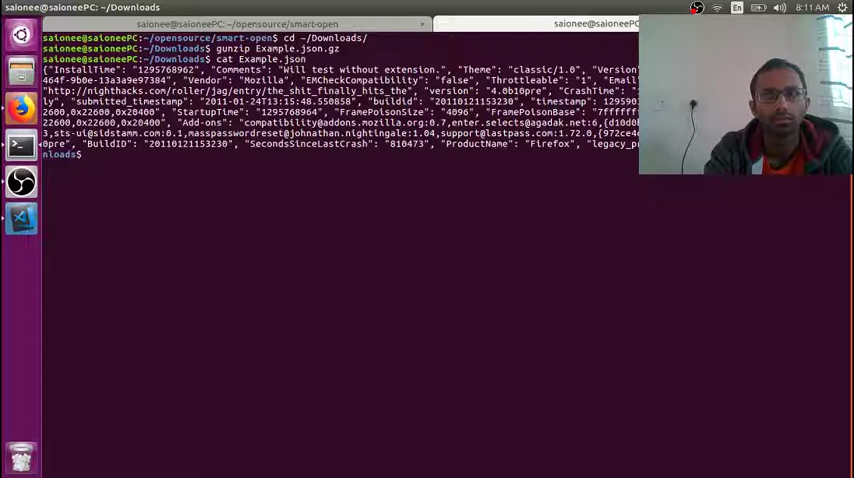 saionee@saioneePC: ~/Downloads
En
8:11 AM
saionee@saioneePC: ~/opensource/smart-open
×
saionee@saioneePC:
saionee@saioneePC:~/opensource/smart-open$ cd ~/Downloads/
saionee@saioneePC:~/Downloads$ gunzip Example.json.gz
saionee@saioneePC:~/Downloads$ cat Example.json
{"InstallTime": "1295768962", "Comments": "Will test without extension.", "Theme": "classic/1.0", "Version"
464f-9b0e-13a3a9e97384", "Vendor": "Mozilla", "EMCheckCompatibility": "false", "Throttleable": "1", "Email"
"http://nighthacks.com/roller/jag/entry/the_shit_finally_hits_the", "version": "4.0b10pre", "CrashTime":
ly", "submitted_timestamp": "2011-01-24T13:15:48.550858", "buildid": "20110121153230", "timestamp": 1295903
22600,0x22600,0x20400", "StartupTime": "1295768964", "FramePoisonSize": "4096", "FramePoisonBase": "7ffffff
22600,0x22600,0x20400", "Add-ons": "compatibility@addons.mozilla.org:0.7,enter.selects@agadak.net:6,{d10d0b
3,sts-ui@sidstamm.com:0.1,masspasswordreset@johnathan.nightingale:1.04,support@lastpass.com:1.72.0,{972ce4c
0pre", "BuildID": "20110121153230", "SecondsSinceLastCrash": "810473", "ProductName": "Firefox", "legacy_pr
nloads$